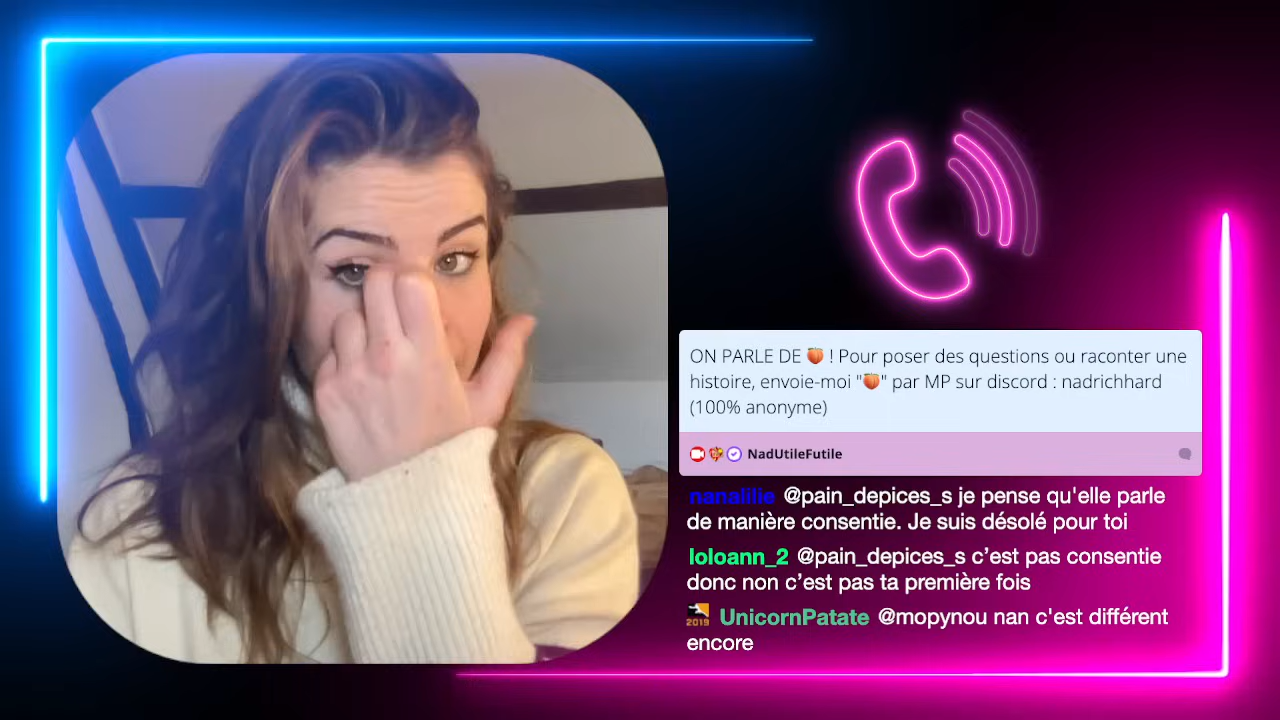 ON PARLE DE 🍑 ! Pour poser des questions ou raconter une
histoire, envoie-moi "🍑" par MP sur discord : nadrichhard
(100% anonyme)
NadUtileFutile
nanalifie @pain_depices_s je pense qu'elle parle
de manière consentie. Je suis désolé pour toi
loloann_2 @pain_depices_s c’est pas consentie
donc non c’est pas ta première fois
2019 UnicornPatate @mopynou nan c'est différent
encore